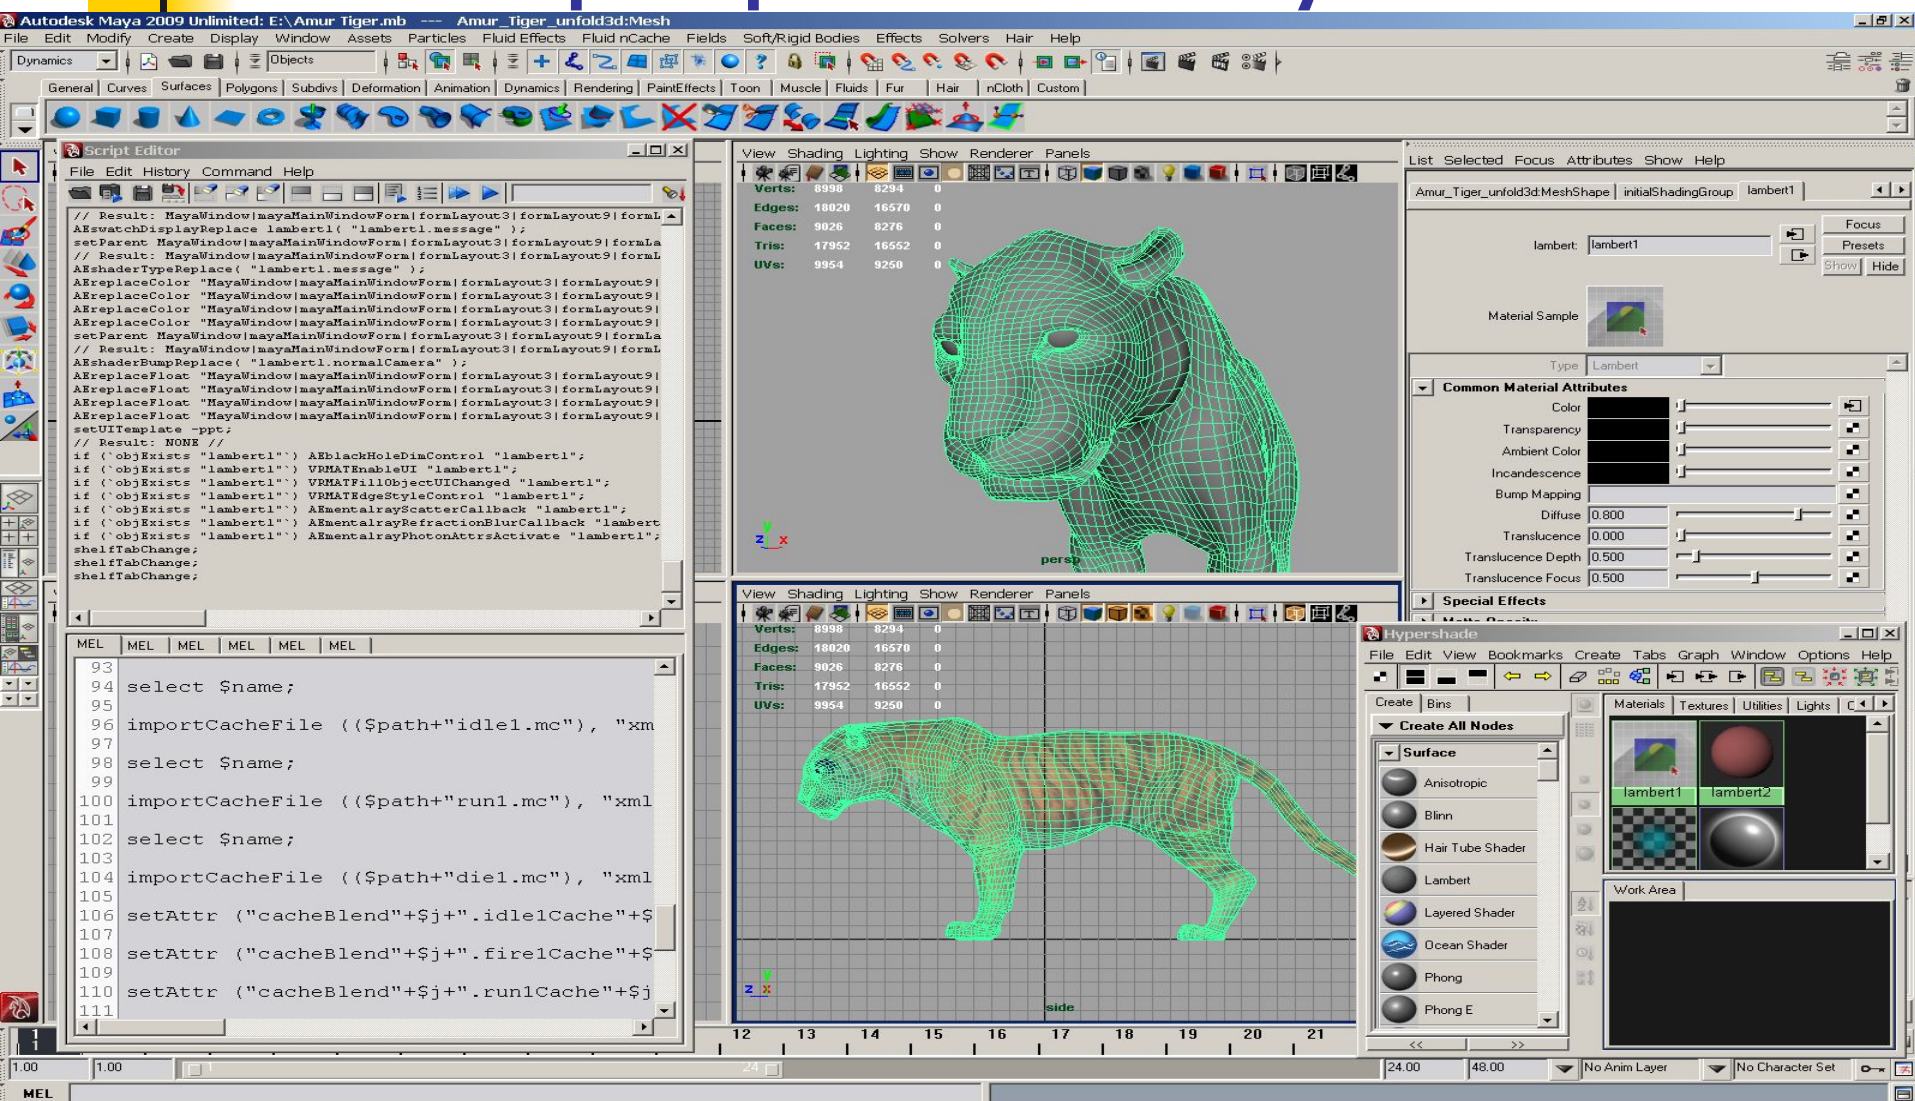 Autodesk Maya 2009 Unlimited: E:\Amur Tiger.mb --- Amur_Tiger_unfold3d:Mesh
File Edit Modify Create Display Window Assets Particles Fluid Effects Fluid nCache Fields Soft/Rigid Bodies Effects Solvers Hair Help
Dynamics Objects
General Curves Surfaces Polygons Subdivs Deformation Animation Dynamics Rendering PaintEffects Toon Muscle Fluids Fur Hair nCloth Custom
Script Editor
File Edit History Command Help
// Result: MayaWindow|mayaMainWindowForm|formLayout3|formLayout9|formL
AEswatchDisplayReplace lambert1( "lambert1.message" );
setParent MayaWindow|mayaMainWindowForm|formLayout3|formLayout9|formLa
// Result: MayaWindow|mayaMainWindowForm|formLayout3|formLayout9|formL
AEshaderTypeReplace( "lambert1.message" );
AEreplaceColor "MayaWindow|mayaMainWindowForm|formLayout3|formLayout9|
AEreplaceColor "MayaWindow|mayaMainWindowForm|formLayout3|formLayout9|
AEreplaceColor "MayaWindow|mayaMainWindowForm|formLayout3|formLayout9|
AEreplaceColor "MayaWindow|mayaMainWindowForm|formLayout3|formLayout9|
setParent MayaWindow|mayaMainWindowForm|formLayout3|formLayout9|formLa
// Result: MayaWindow|mayaMainWindowForm|formLayout3|formLayout9|formL
AEshaderBumpReplace( "lambert1.normalCamera" );
AEreplaceFloat "MayaWindow|mayaMainWindowForm|formLayout3|formLayout9|
AEreplaceFloat "MayaWindow|mayaMainWindowForm|formLayout3|formLayout9|
AEreplaceFloat "MayaWindow|mayaMainWindowForm|formLayout3|formLayout9|
AEreplaceFloat "MayaWindow|mayaMainWindowForm|formLayout3|formLayout9|
setUITemplate -ppt;
// Result: NONE //
if (`objExists "lambert1"`) AEblackHoleDimControl "lambert1";
if (`objExists "lambert1"`) VRMATEnableUI "lambert1";
if (`objExists "lambert1"`) VRMATFillObjectUIChanged "lambert1";
if (`objExists "lambert1"`) VRMATEdgeStyleControl "lambert1";
if (`objExists "lambert1"`) AEmentalrayScatterCallback "lambert1";
if (`objExists "lambert1"`) AEmentalrayRefractionBlurCallback "lambert
if (`objExists "lambert1"`) AEmentalrayPhotonAttrsActivate "lambert1";
shelfTabChange;
shelfTabChange;
shelfTabChange;
MEL MEL MEL MEL MEL MEL
93
94 select $name;
95
96 importCacheFile (($path+"idle1.mc"), "xm
97
98 select $name;
99
100 importCacheFile (($path+"run1.mc"), "xml
101
102 select $name;
103
104 importCacheFile (($path+"die1.mc"), "xml
105
106 setAttr ("cacheBlend"+$j+".idle1Cache"+$
107
108 setAttr ("cacheBlend"+$j+".fire1Cache"+$
109
110 setAttr ("cacheBlend"+$j+".run1Cache"+$j
111
View Shading Lighting Show Renderer Panels
Verts: 8998 8294 0
Edges: 18020 16570 0
Faces: 9026 8276 0
Tris: 17952 16552 0
UVs: 9954 9250 0
y
z x
persp
View Shading Lighting Show Renderer Panels
Verts: 8998 8294 0
Edges: 18020 16570 0
Faces: 9026 8276 0
Tris: 17952 16552 0
UVs: 9954 9250 0
y
z x
side
List Selected Focus Attributes Show Help
Amur_Tiger_unfold3d:MeshShape initialShadingGroup lambert1
lambert: lambert1
Focus
Presets
Show Hide
Material Sample
Type Lambert
Common Material Attributes
Color
Transparency
Ambient Color
Incandescence
Bump Mapping
Diffuse 0.800
Translucence 0.000
Translucence Depth 0.500
Translucence Focus 0.500
Special Effects
Matte Opacity
Hypershade
File Edit View Bookmarks Create Tabs Graph Window Options Help
Create Bins
Create All Nodes
Surface
Anisotropic
Blinn
Hair Tube Shader
Lambert
Layered Shader
Ocean Shader
Phong
Phong E
<< >>
Materials Textures Utilities Lights
lambert1 lambert2
Work Area
1 12 13 14 15 16 17 18 19 20 21
1
1.00 1.00 1 24 24.00 48.00 No Anim Layer No Character Set
MEL